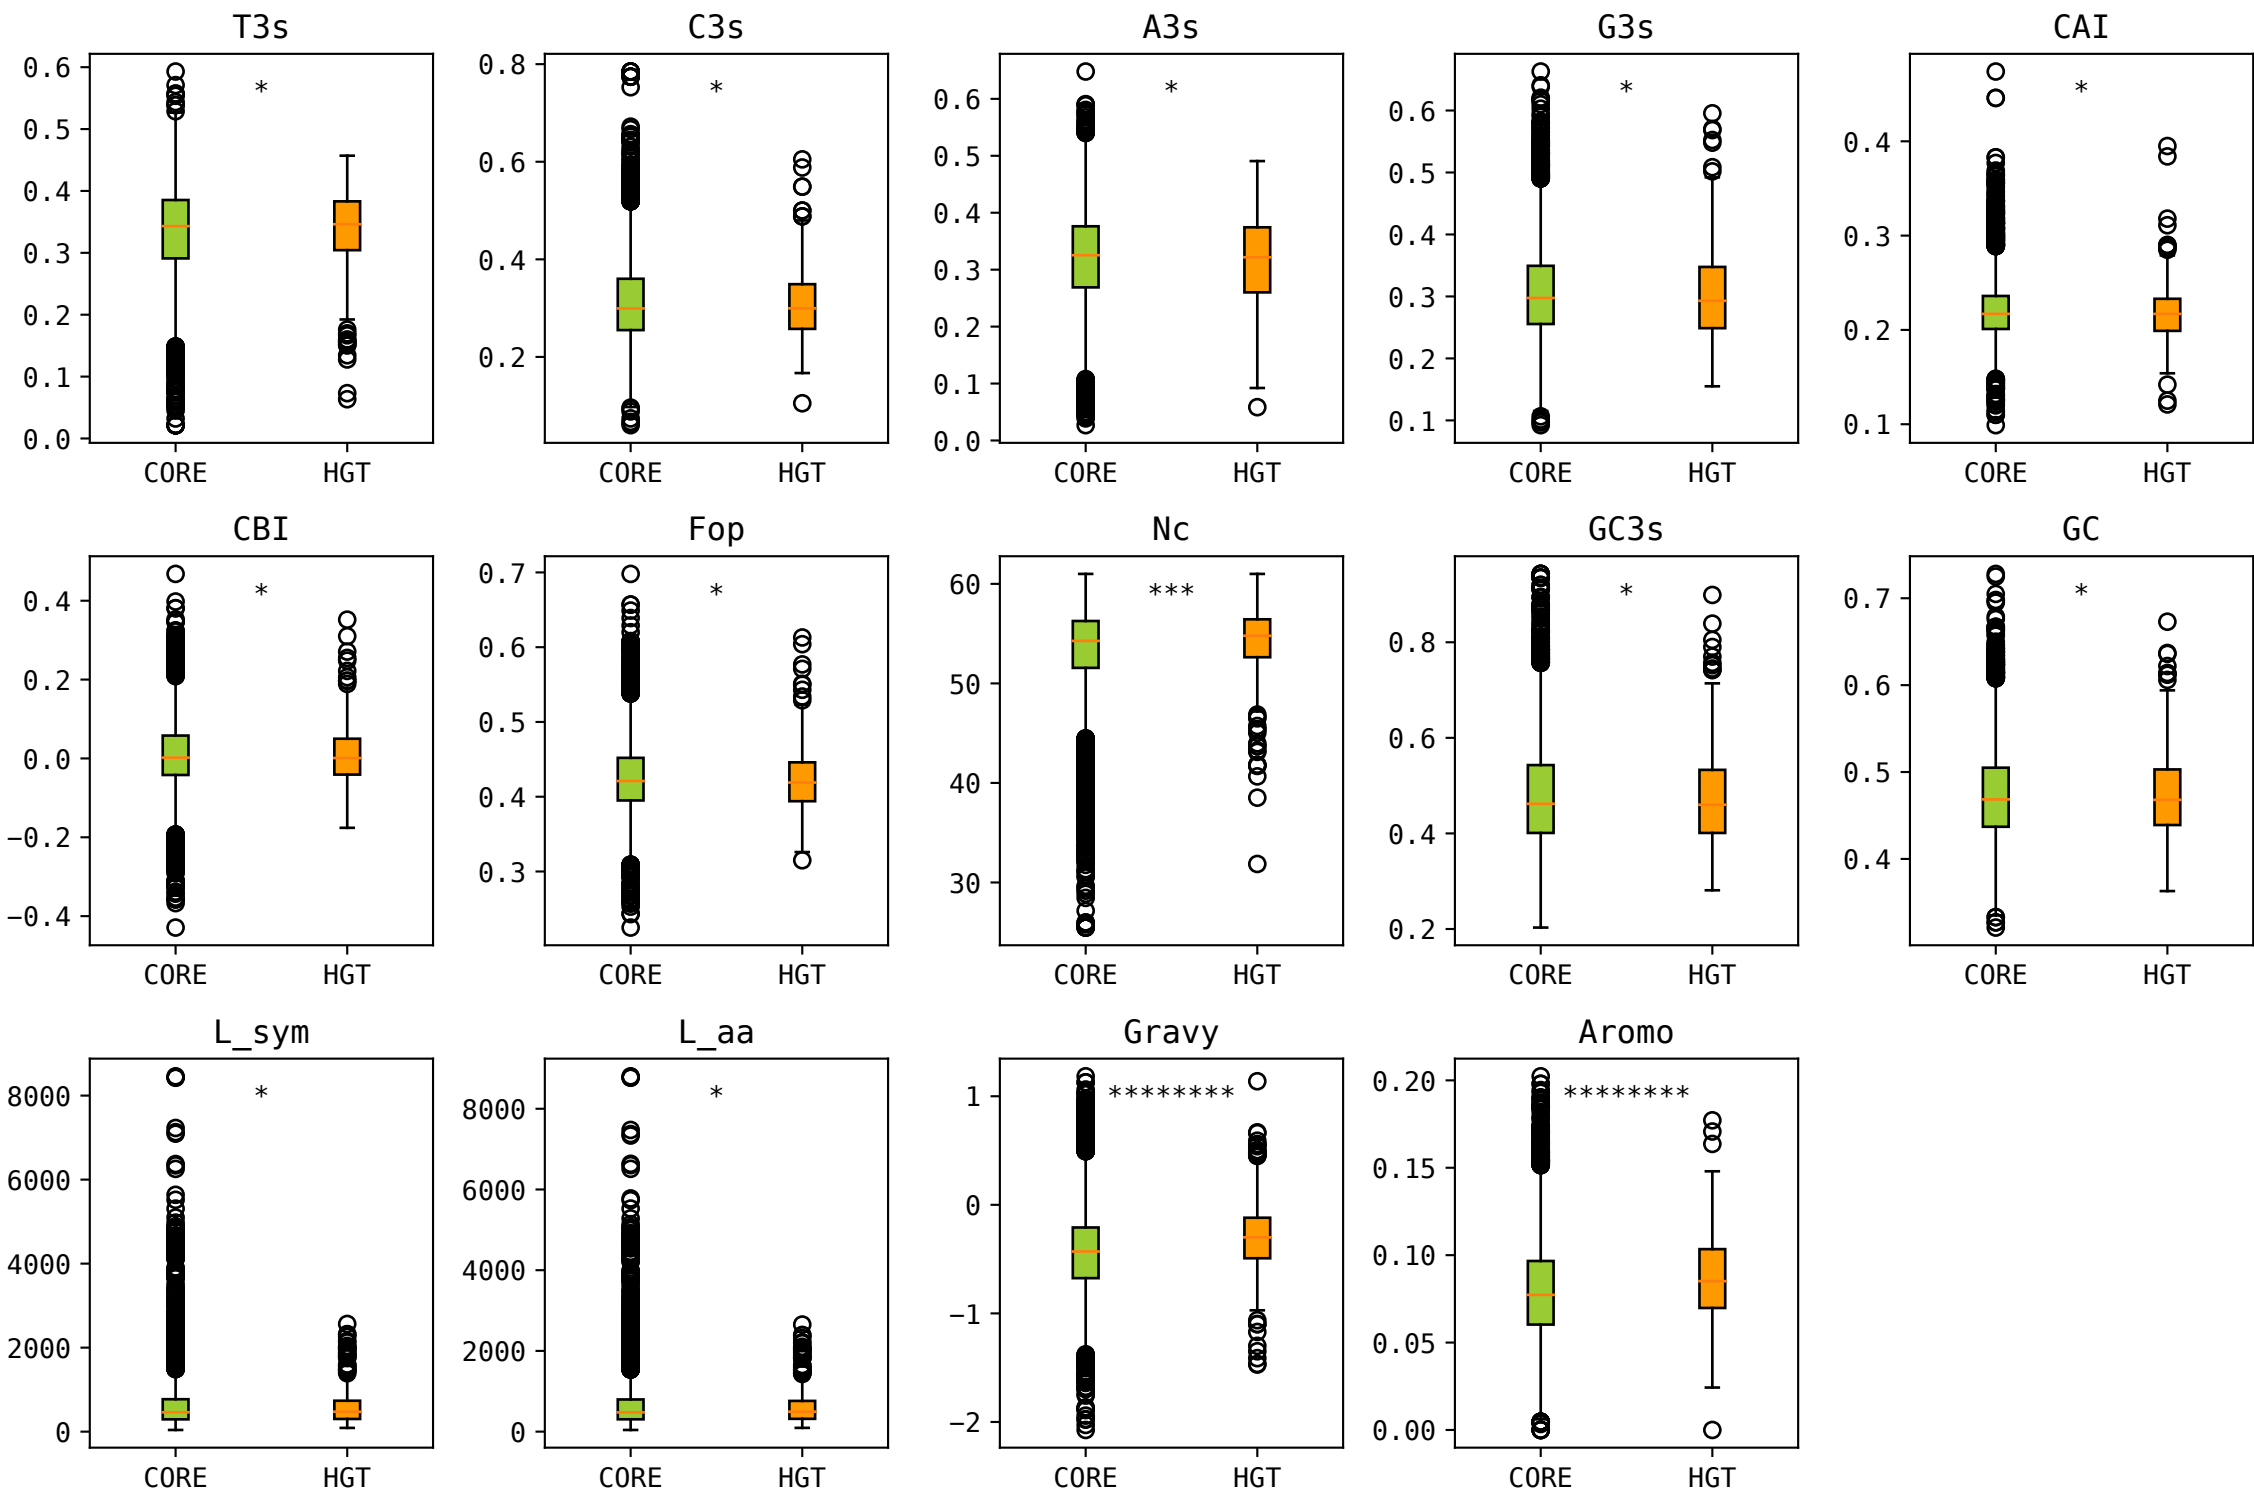 T3s C3s A3s G3s CAI
* * * * *
0.6 0.5 0.4 0.3 0.2 0.1 0.0
0.8 0.6 0.4 0.2
0.6 0.5 0.4 0.3 0.2 0.1 0.0
0.6 0.5 0.4 0.3 0.2 0.1
0.4 0.3 0.2 0.1
CORE HGT CORE HGT CORE HGT CORE HGT CORE HGT
CBI Fop Nc GC3s GC
* * *** * *
0.4 0.2 0.0 −0.2 −0.4
0.7 0.6 0.5 0.4 0.3
60 50 40 30
0.8 0.6 0.4 0.2
0.7 0.6 0.5 0.4
CORE HGT CORE HGT CORE HGT CORE HGT CORE HGT
L_sym L_aa Gravy Aromo
* * ******** ********
8000 6000 4000 2000 0
8000 6000 4000 2000 0
1 0 −1 −2
0.20 0.15 0.10 0.05 0.00
CORE HGT CORE HGT CORE HGT CORE HGT